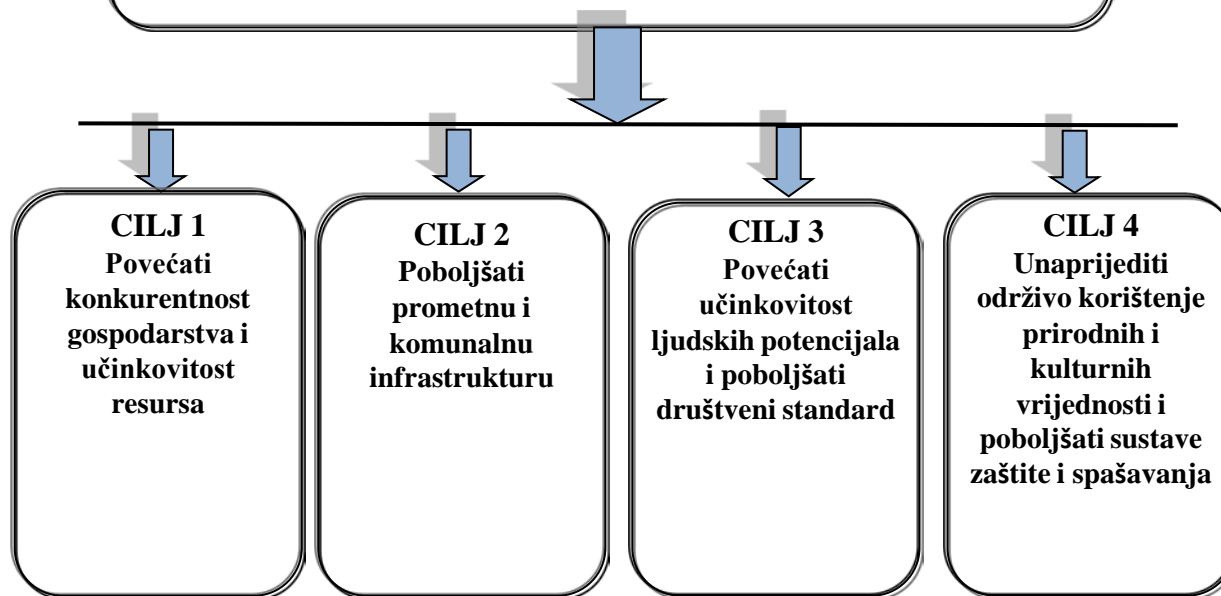 CILJ 1
Povećati
konkurentnost
gospodarstva i
učinkovitost
resursa
CILJ 2
Poboljšati
prometnu i
komunalnu
infrastrukturu
CILJ 3
Povećati
učinkovitost
ljudskih potencijala
i poboljšati
društveni standard
CILJ 4
Unaprijediti
održivo korištenje
prirodnih i
kulturnih
vrijednosti i
poboljšati sustave
zaštite i spašavanja